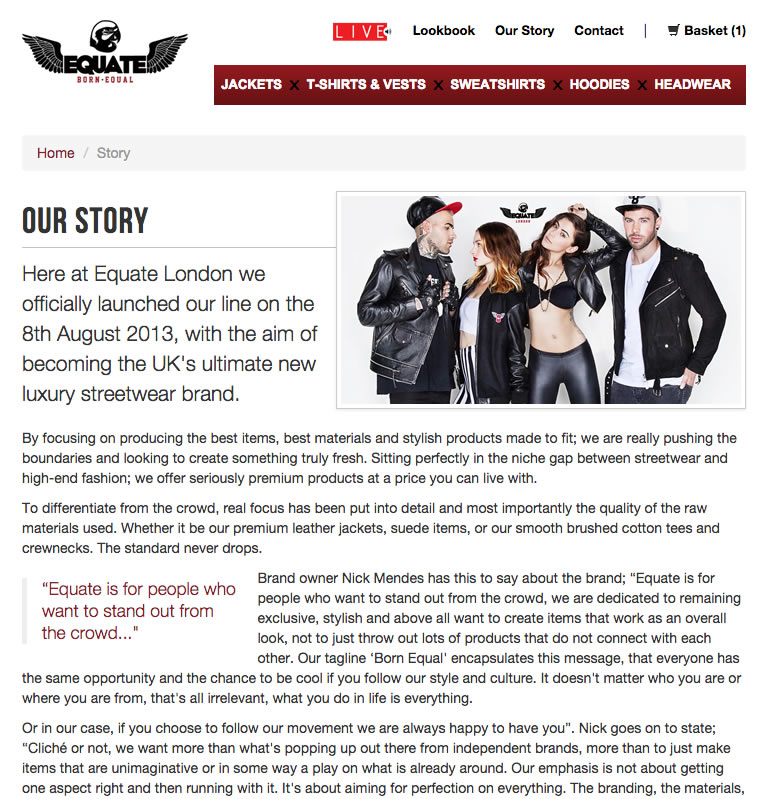 EQUATE
BORN·EQUAL
LIVE
Lookbook Our Story Contact | Basket (1)
JACKETS x T-SHIRTS & VESTS x SWEATSHIRTS x HOODIES x HEADWEAR
Home / Story
OUR STORY
EQUATE
LONDON
Here at Equate London we
officially launched our line on the
8th August 2013, with the aim of
becoming the UK's ultimate new
luxury streetwear brand.
By focusing on producing the best items, best materials and stylish products made to fit; we are really pushing the
boundaries and looking to create something truly fresh. Sitting perfectly in the niche gap between streetwear and
high-end fashion; we offer seriously premium products at a price you can live with.
To differentiate from the crowd, real focus has been put into detail and most importantly the quality of the raw
materials used. Whether it be our premium leather jackets, suede items, or our smooth brushed cotton tees and
crewnecks. The standard never drops.
“Equate is for people who
want to stand out from
the crowd..."
Brand owner Nick Mendes has this to say about the brand; “Equate is for
people who want to stand out from the crowd, we are dedicated to remaining
exclusive, stylish and above all want to create items that work as an overall
look, not to just throw out lots of products that do not connect with each
other. Our tagline ‘Born Equal' encapsulates this message, that everyone has
the same opportunity and the chance to be cool if you follow our style and culture. It doesn't matter who you are or
where you are from, that's all irrelevant, what you do in life is everything.
Or in our case, if you choose to follow our movement we are always happy to have you”. Nick goes on to state;
“Cliché or not, we want more than what's popping up out there from independent brands, more than to just make
items that are unimaginative or in some way a play on what is already around. Our emphasis is not about getting
one aspect right and then running with it. It's about aiming for perfection on everything. The branding, the materials,